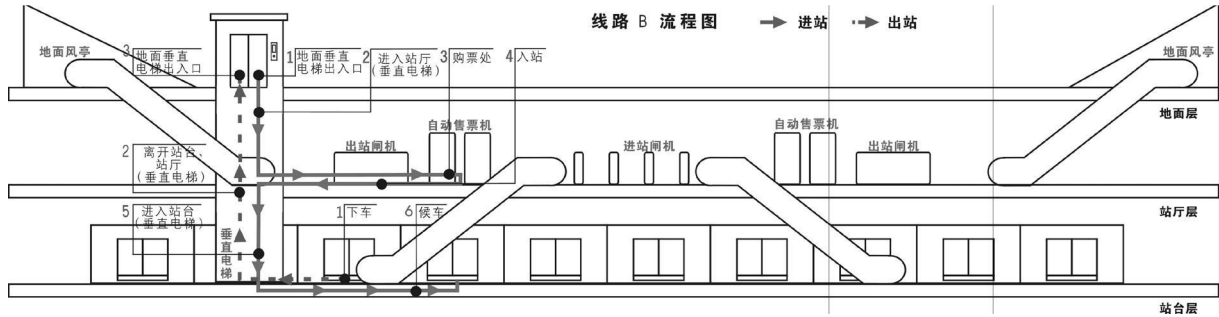 线路 B 流程图 进站 出站
地面风亭
3 地面垂直
电梯出入口
1 地面垂直
电梯出入口
2 进入站厅
(垂直电梯)
3 购票处
4 入站
地面风亭
地面层
自动售票机
自动售票机
出站闸机
进站闸机
出站闸机
2 离开站台、
站厅
(垂直电梯)
5 进入站台
(垂直电梯)
1 下车
6 候车
站厅层
垂直电梯
站台层